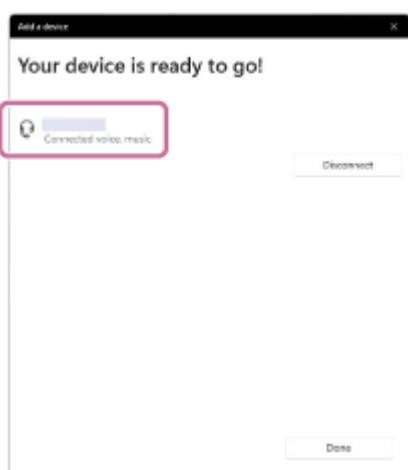 Add a device
Your device is ready to go!
Connected voice, music
Disconnect
Done